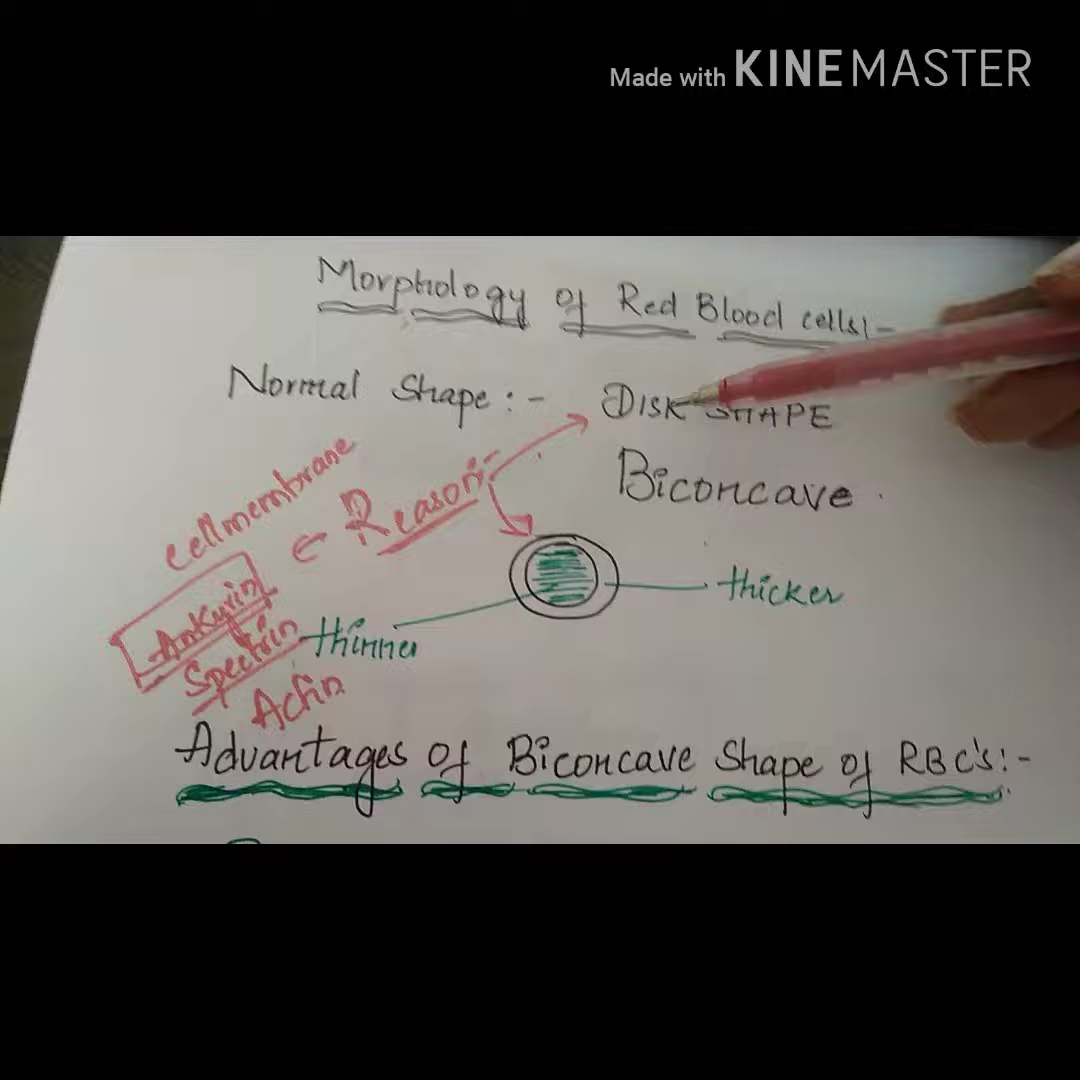 Made with KINEMASTER
Morphology of Red Blood cells:-
Normal Shape :- DISK SHAPE
Biconcave
cellmembrane
Reason:-
thicker
Ankyrin
Spectrin
thinner
Actin
Advantages of Biconcave Shape of RBC's:-